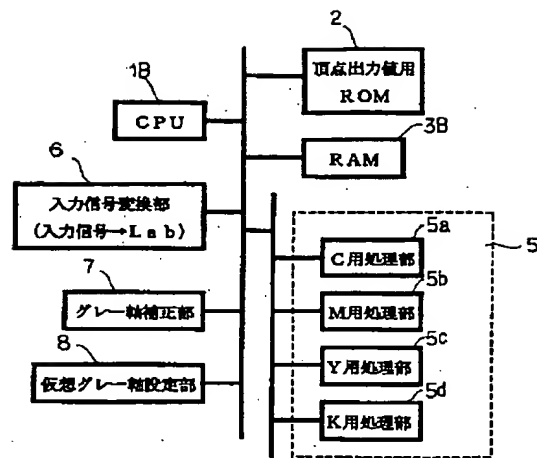 2
頂点出力値用
ROM
1B
CPU
3B
RAM
6
入力信号変換部
(入力信号→Lab)
7
グレー軸補正部
8
仮想グレー軸設定部
5
5a
C用処理部
5b
M用処理部
5c
Y用処理部
5d
K用処理部